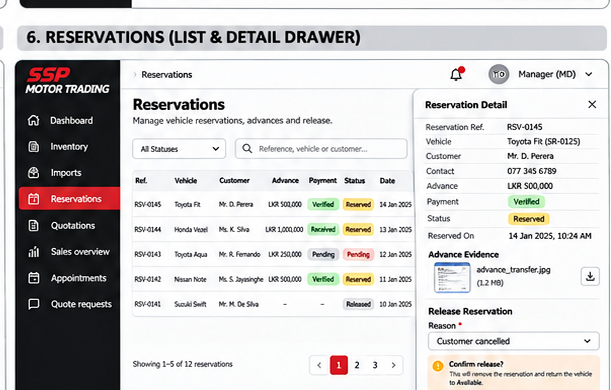 6. RESERVATIONS (LIST & DETAIL DRAWER)
SSP
MOTOR TRADING
Dashboard
Inventory
Imports
Reservations
Quotations
Sales overview
Appointments
Quote requests
› Reservations
Manager (MD)
Reservations
Manage vehicle reservations, advances and release.
All Statuses
Reference, vehicle or customer...
Ref. Vehicle Customer Advance Payment Status Date
RSV-0145 Toyota Fit Mr. D. Perera LKR 500,000 Verified Reserved 14 Jan 2025
RSV-0144 Honda Vezel Ms. K. Silva LKR 1,000,000 Received Reserved 13 Jan 2025
RSV-0143 Toyota Aqua Mr. R. Fernando LKR 250,000 Pending Pending 12 Jan 2025
RSV-0142 Nissan Note Ms. S. Jayasinghe LKR 500,000 Verified Reserved 11 Jan 2025
RSV-0141 Suzuki Swift Mr. M. De Silva – – Released 10 Jan 2025
Showing 1–5 of 12 reservations
‹ 1 2 3 ›
Reservation Detail
Reservation Ref. RSV-0145
Vehicle Toyota Fit (SR-0125)
Customer Mr. D. Perera
Contact 077 345 6789
Advance LKR 500,000
Payment Verified
Status Reserved
Reserved On 14 Jan 2025, 10:24 AM
Advance Evidence
advance_transfer.jpg
(1.2 MB)
Release Reservation
Reason *
Customer cancelled
Confirm release?
This will remove the reservation and return the vehicle
to Available.